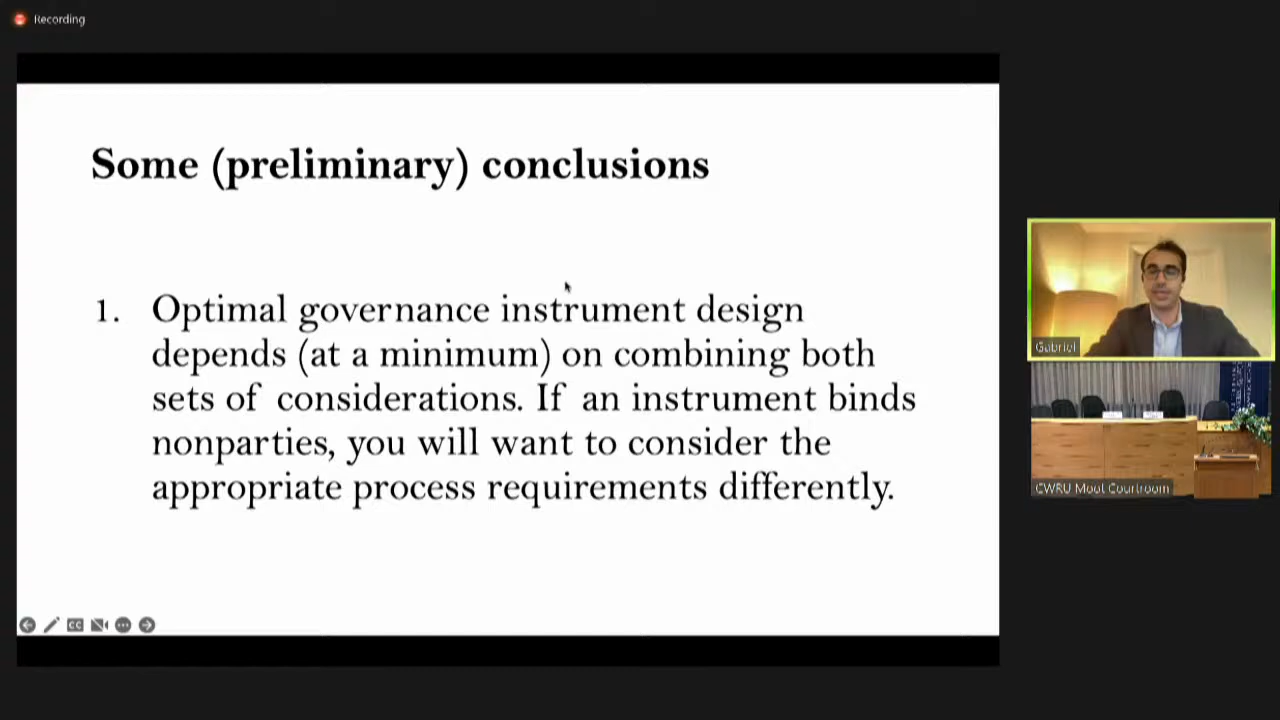 Recording
Some (preliminary) conclusions
1. Optimal governance instrument design
depends (at a minimum) on combining both
sets of considerations. If an instrument binds
nonparties, you will want to consider the
appropriate process requirements differently.
CC
Gabriel
CWRU Moot Courtroom